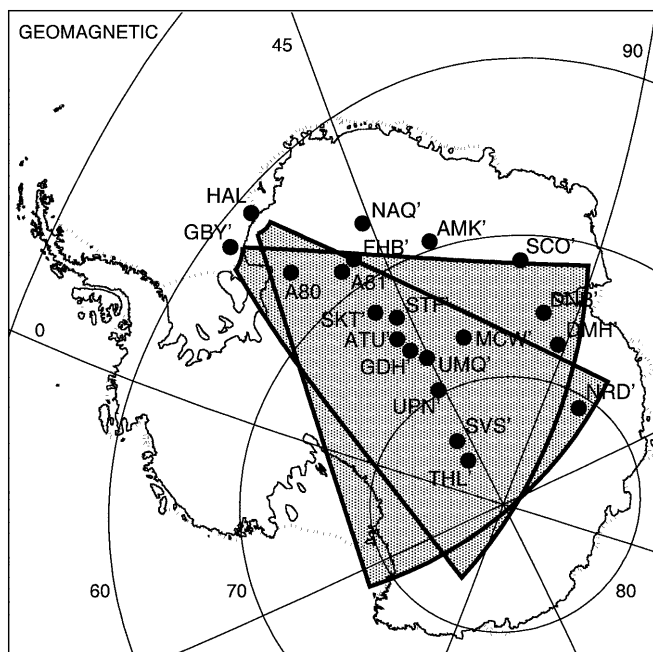 GEOMAGNETIC
45
90
HAL
NAQ’
GBY’
AMK’
SCO’
FHB’
A80
A81
DNB’
SKT’
STF’
ATU’
MCW’
DMH’
GDH’
UMQ’
UPN’
NRD’
SVS’
THL’
0
60
70
80